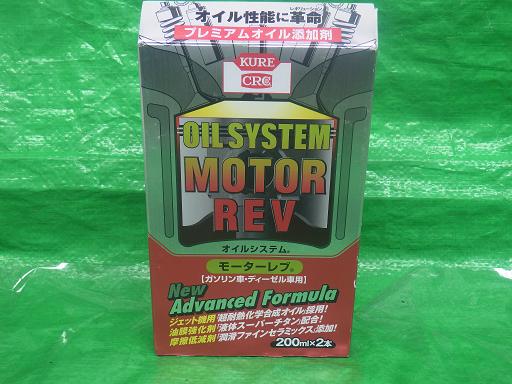 オイル性能に革命
レボリューション
プレミアムオイル添加剤
KURE
CRC
OIL SYSTEM
MOTOR
REV
オイルシステム®
モーターレブ®
【ガソリン車・ディーゼル車用】
New
Advanced Formula
ジェット機用「超耐熱化学合成オイル」採用!
油膜強化剤「液体スーパーチタン」配合!
摩擦低減剤「潤滑ファインセラミックス」添加!
200ml×2本